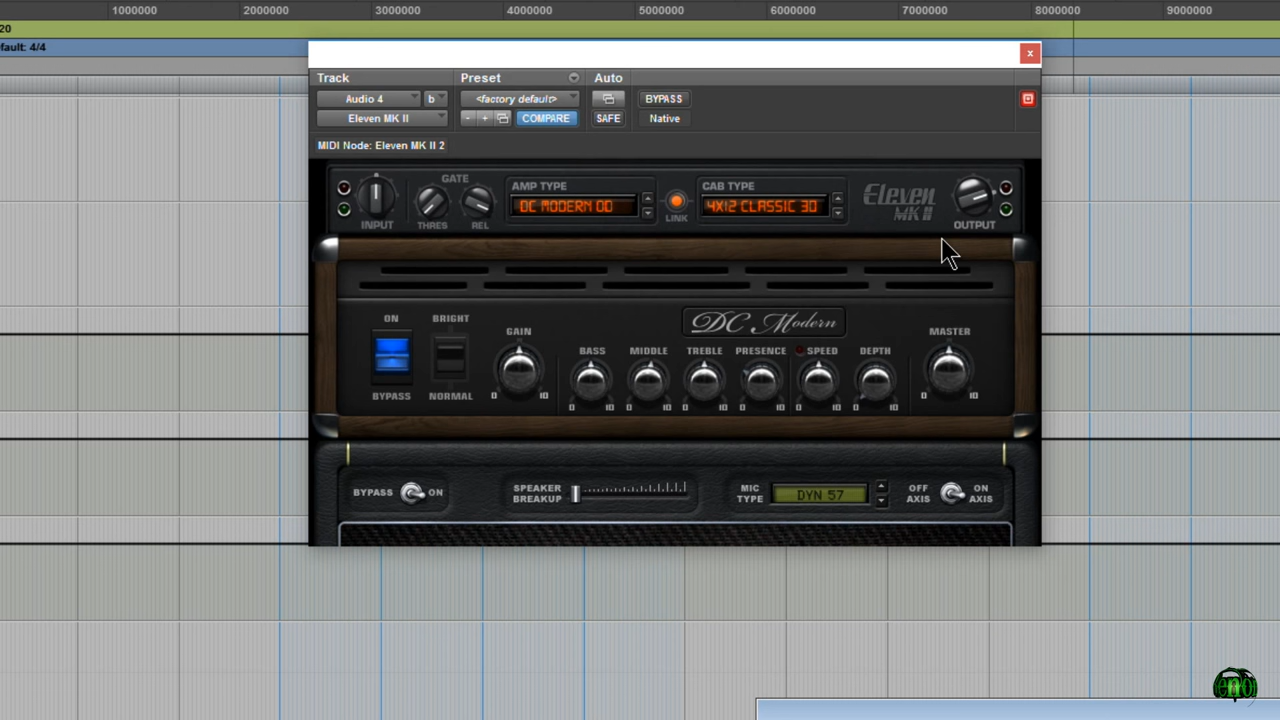 1000000 2000000 3000000 4000000 5000000 6000000 7000000 8000000 9000000
20
fault: 4/4
x
Track Preset Auto
Audio 4 b <factory default> BYPASS
Eleven MK II - + COMPARE SAFE Native
MIDI Node: Eleven MK II 2
GATE
AMP TYPE CAB TYPE
DC MODERN OD 4X12 CLASSIC 30 Eleven
MK II
LINK
INPUT THRES REL OUTPUT
DC Modern
ON BRIGHT
GAIN MASTER
BASS MIDDLE TREBLE PRESENCE SPEED DEPTH
BYPASS NORMAL 0 10 0 10
0 10 0 10 0 10 0 10 0 10 0 10
BYPASS ON SPEAKER BREAKUP MIC TYPE DYN 57 OFF AXIS ON AXIS